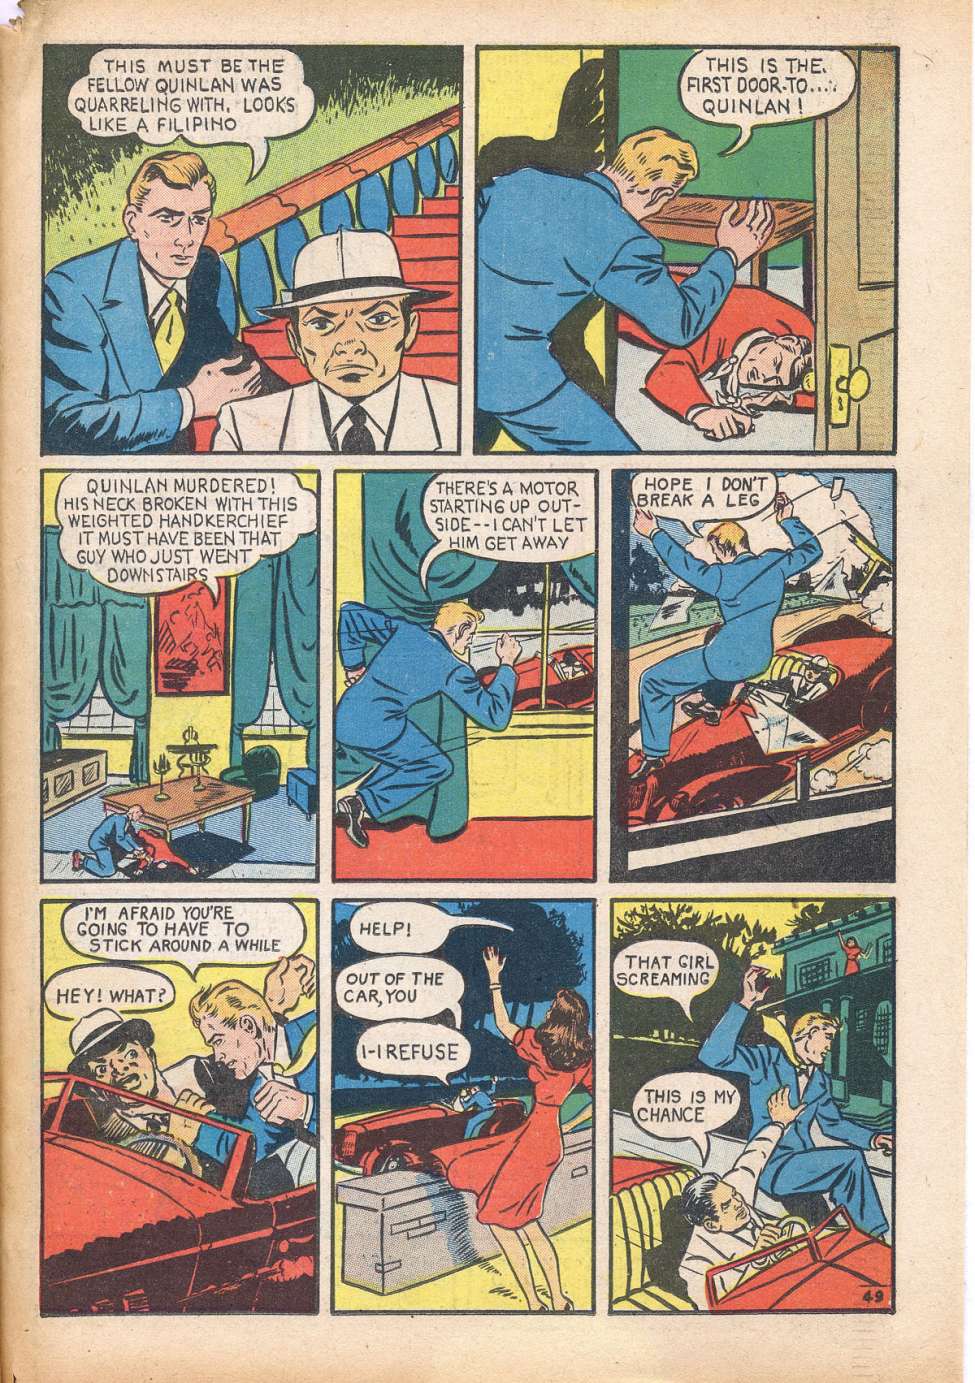 THIS MUST BE THE
FELLOW QUINLAN WAS
QUARRELING WITH, LOOKS
LIKE A FILIPINO
THIS IS THE
FIRST DOOR-TO....
QUINLAN!
QUINLAN MURDERED!
HIS NECK BROKEN WITH THIS
WEIGHTED HANDKERCHIEF
IT MUST HAVE BEEN THAT
GUY WHO JUST WENT
DOWNSTAIRS
THERE'S A MOTOR
STARTING UP OUT-
SIDE--I CAN'T LET
HIM GET AWAY
HOPE I DON'T
BREAK A LEG
I'M AFRAID YOU'RE
GOING TO HAVE TO
STICK AROUND A WHILE
HEY! WHAT?
HELP!
OUT OF THE
CAR, YOU
I-I REFUSE
THAT GIRL
SCREAMING
THIS IS MY
CHANCE
49